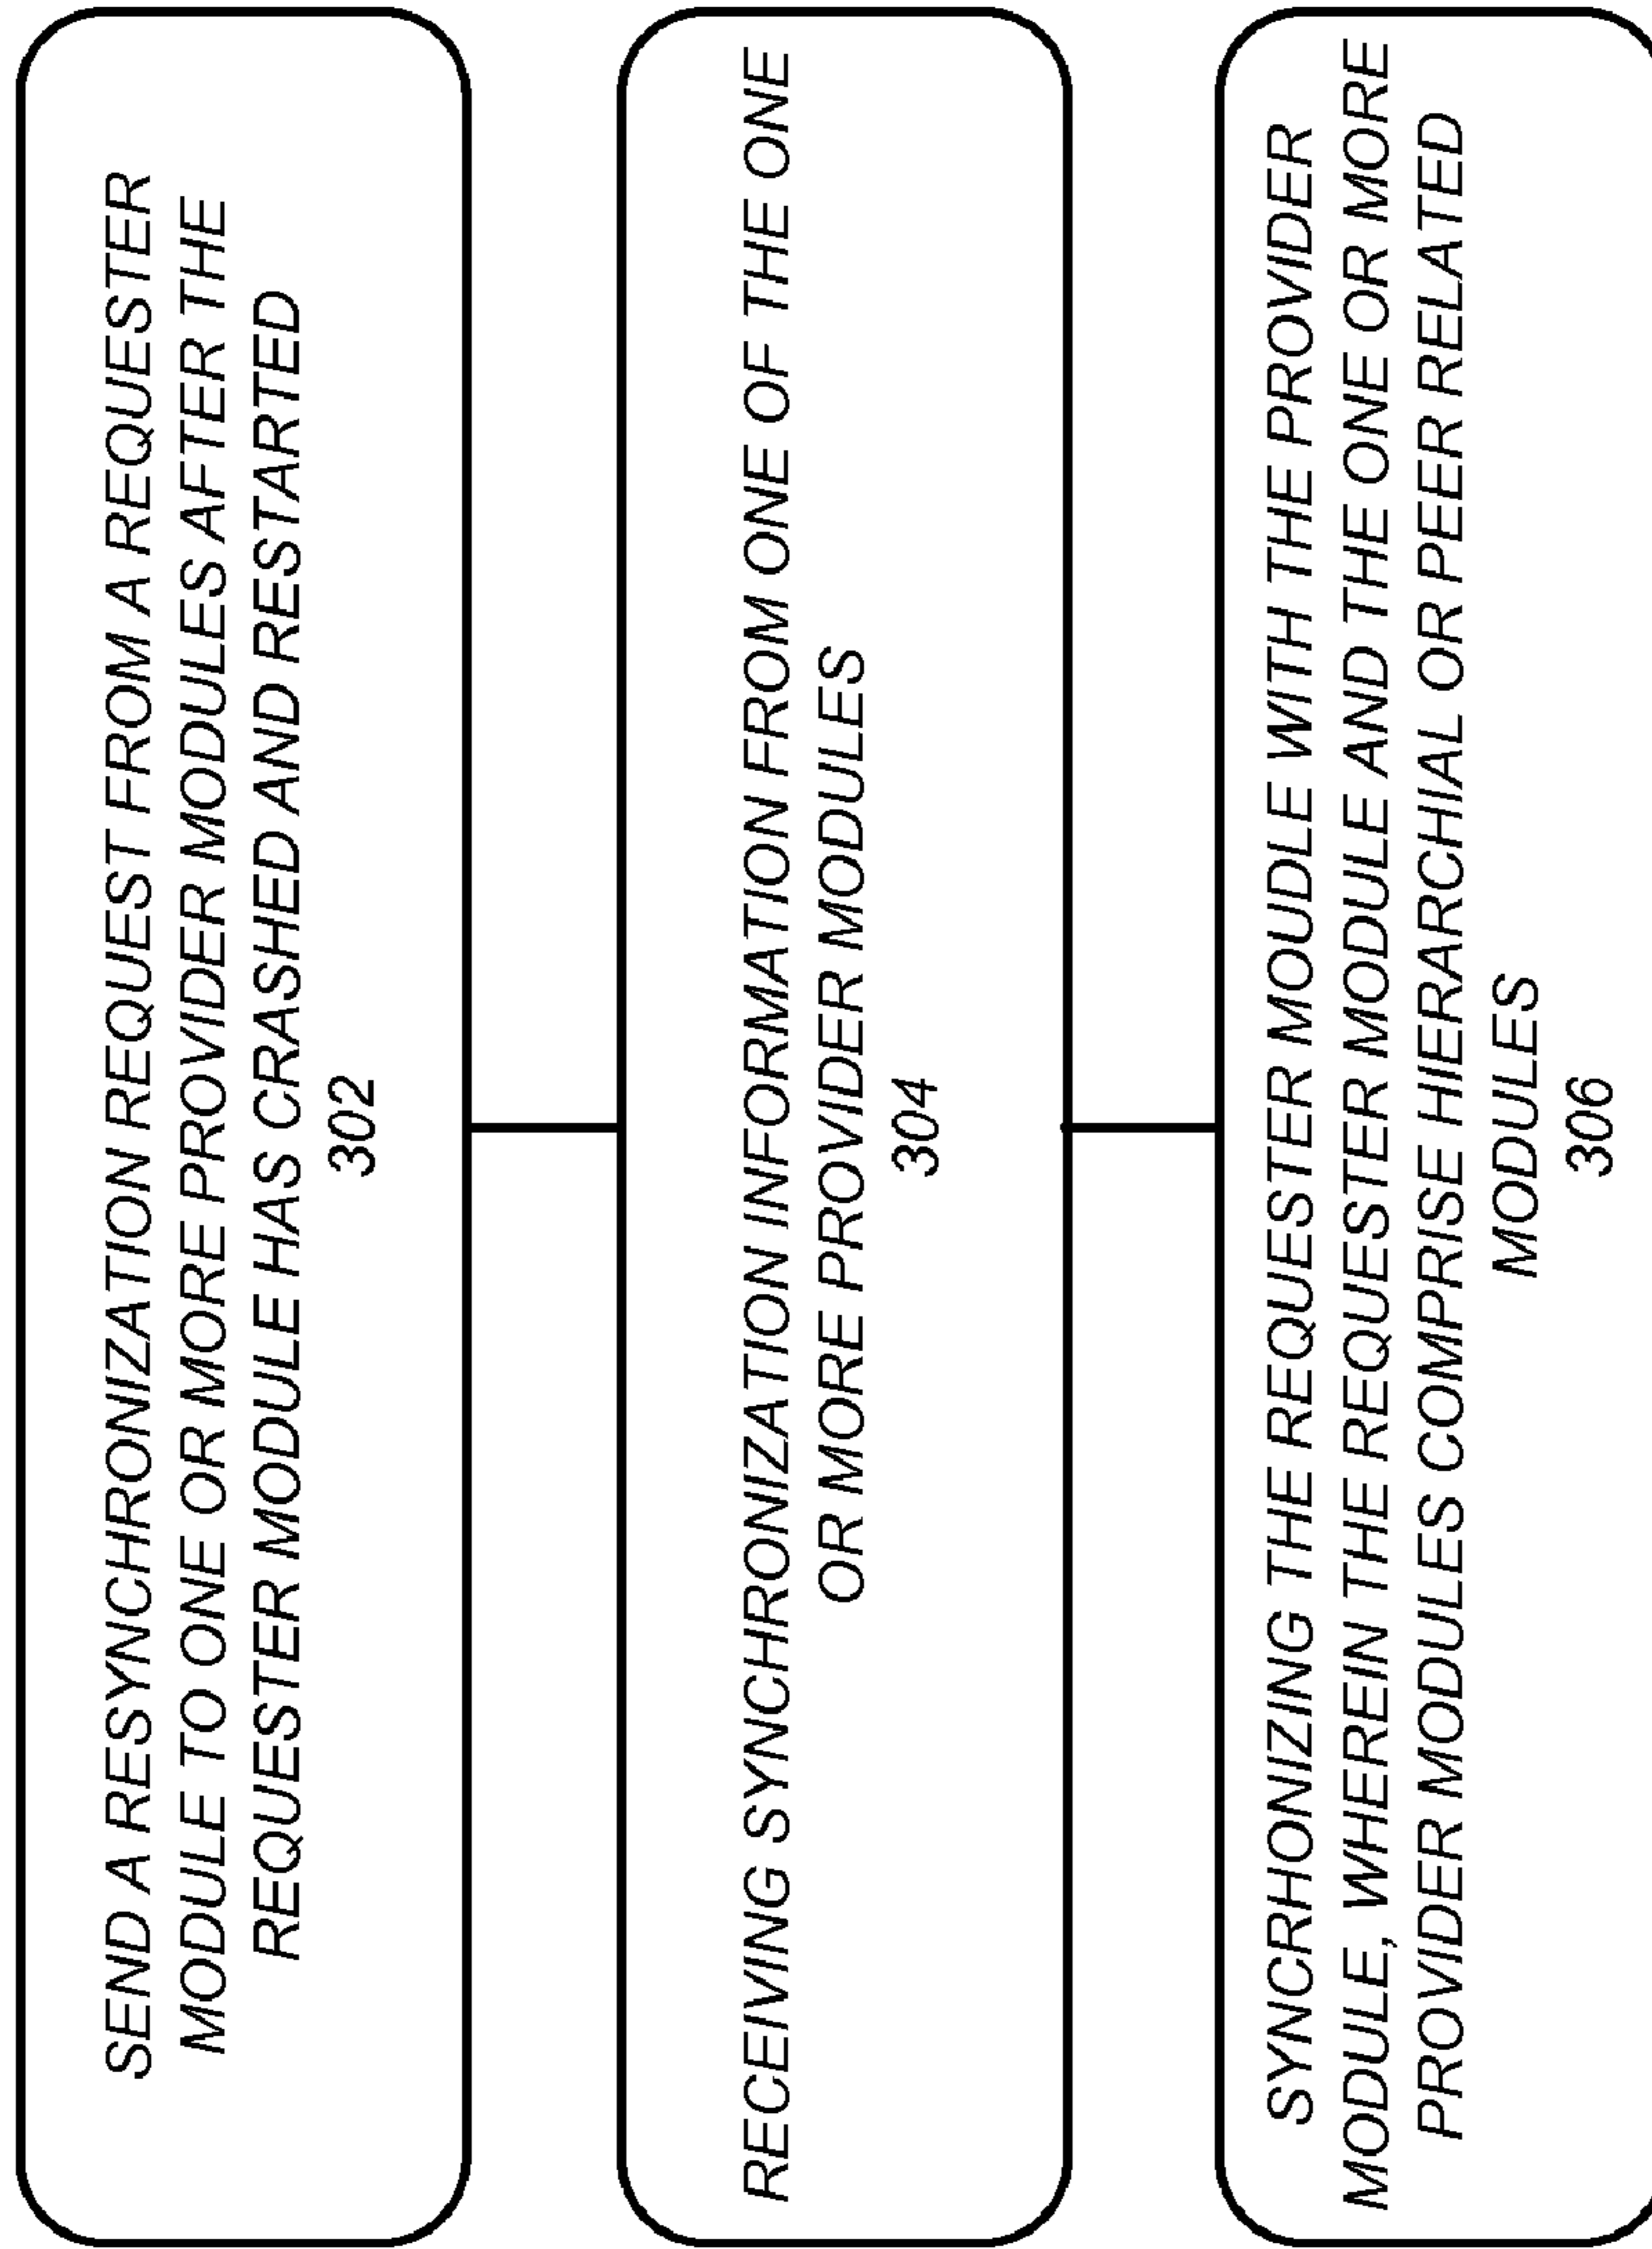 SEND A RESYNCHRONIZATION REQUEST FROM A REQUESTER
MODULE TO ONE OR MORE PROVIDER MODULES AFTER THE
REQUESTER MODULE HAS CRASHED AND RESTARTED
302
RECEIVING SYNCHRONIZATION INFORMATION FROM ONE OF THE ONE
OR MORE PROVIDER MODULES
304
SYNCRHONIZING THE REQUESTER MOUDLE WITH THE PROVIDER
MODULE, WHEREIN THE REQUESTER MODULE AND THE ONE OR MORE
PROVIDER MODULES COMPRISE HIERARCHIAL OR PEER RELATED
MODULES
306